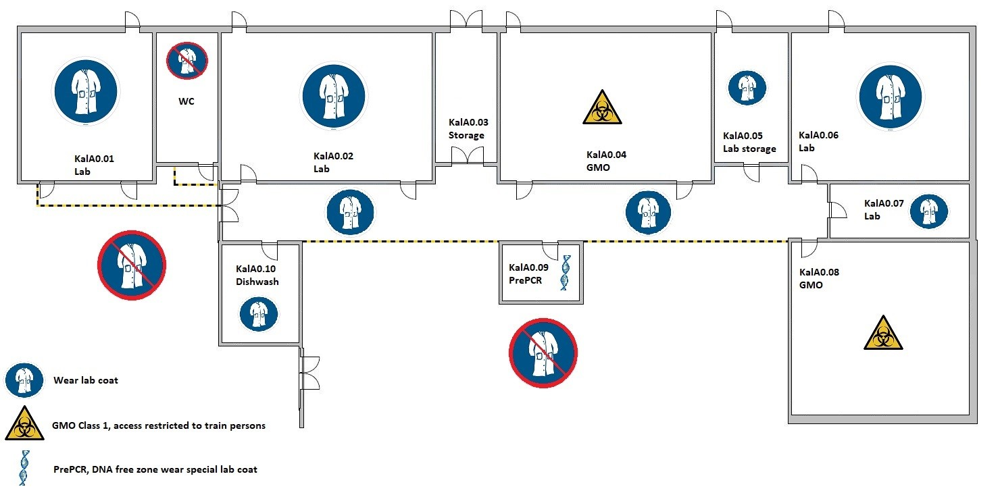 WC
KalA0.01
Lab
KalA0.02
Lab
KalA0.03
Storage
KalA0.04
GMO
KalA0.05
Lab storage
KalA0.06
Lab
KalA0.07
Lab
KalA0.08
GMO
KalA0.09
PrePCR
KalA0.10
Dishwash
Wear lab coat
GMO Class 1, access restricted to train persons
PrePCR, DNA free zone wear special lab coat